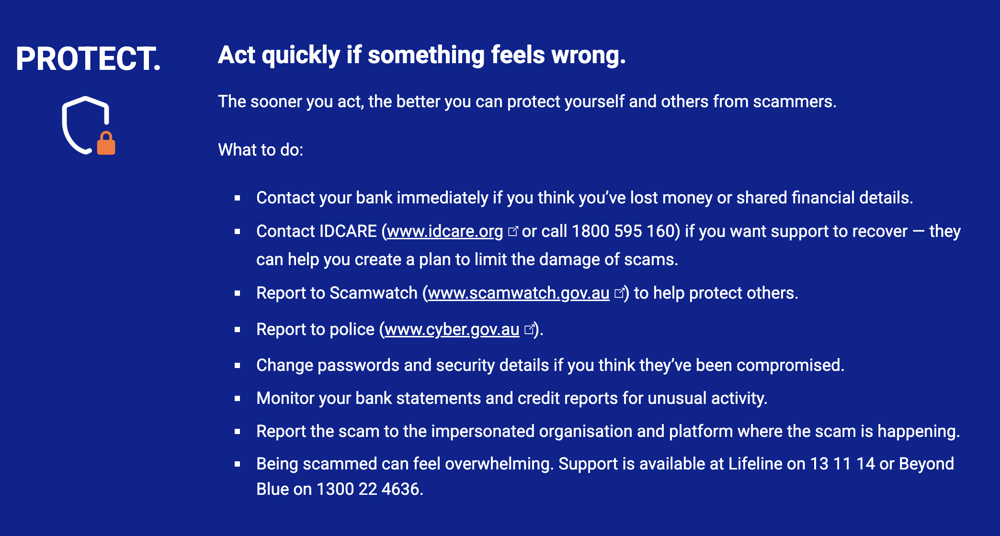 PROTECT.
Act quickly if something feels wrong.
The sooner you act, the better you can protect yourself and others from scammers.
What to do:
▪ Contact your bank immediately if you think you’ve lost money or shared financial details.
▪ Contact IDCARE (www.idcare.org or call 1800 595 160) if you want support to recover — they
can help you create a plan to limit the damage of scams.
▪ Report to Scamwatch (www.scamwatch.gov.au) to help protect others.
▪ Report to police (www.cyber.gov.au).
▪ Change passwords and security details if you think they’ve been compromised.
▪ Monitor your bank statements and credit reports for unusual activity.
▪ Report the scam to the impersonated organisation and platform where the scam is happening.
▪ Being scammed can feel overwhelming. Support is available at Lifeline on 13 11 14 or Beyond
Blue on 1300 22 4636.